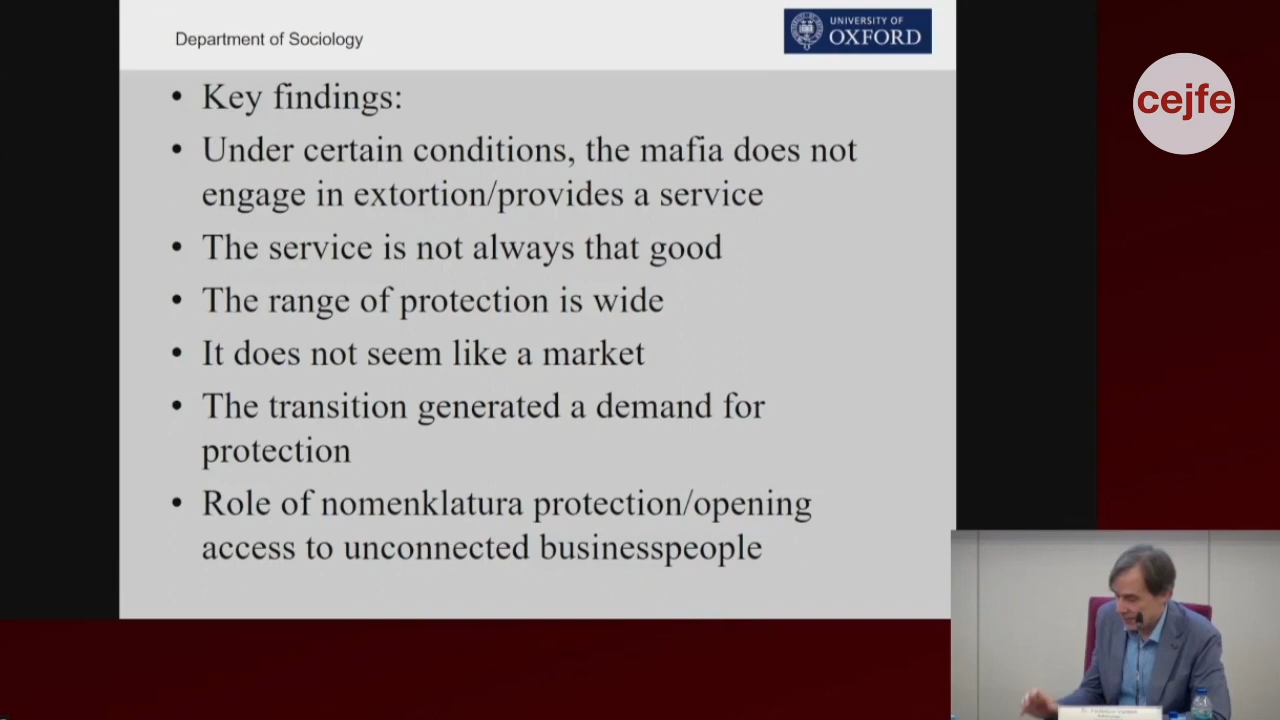 Department of Sociology
UNIVERSITY OF
OXFORD
cejfe
• Key findings:
• Under certain conditions, the mafia does not
engage in extortion/provides a service
• The service is not always that good
• The range of protection is wide
• It does not seem like a market
• The transition generated a demand for
protection
• Role of nomenklatura protection/opening
access to unconnected businesspeople